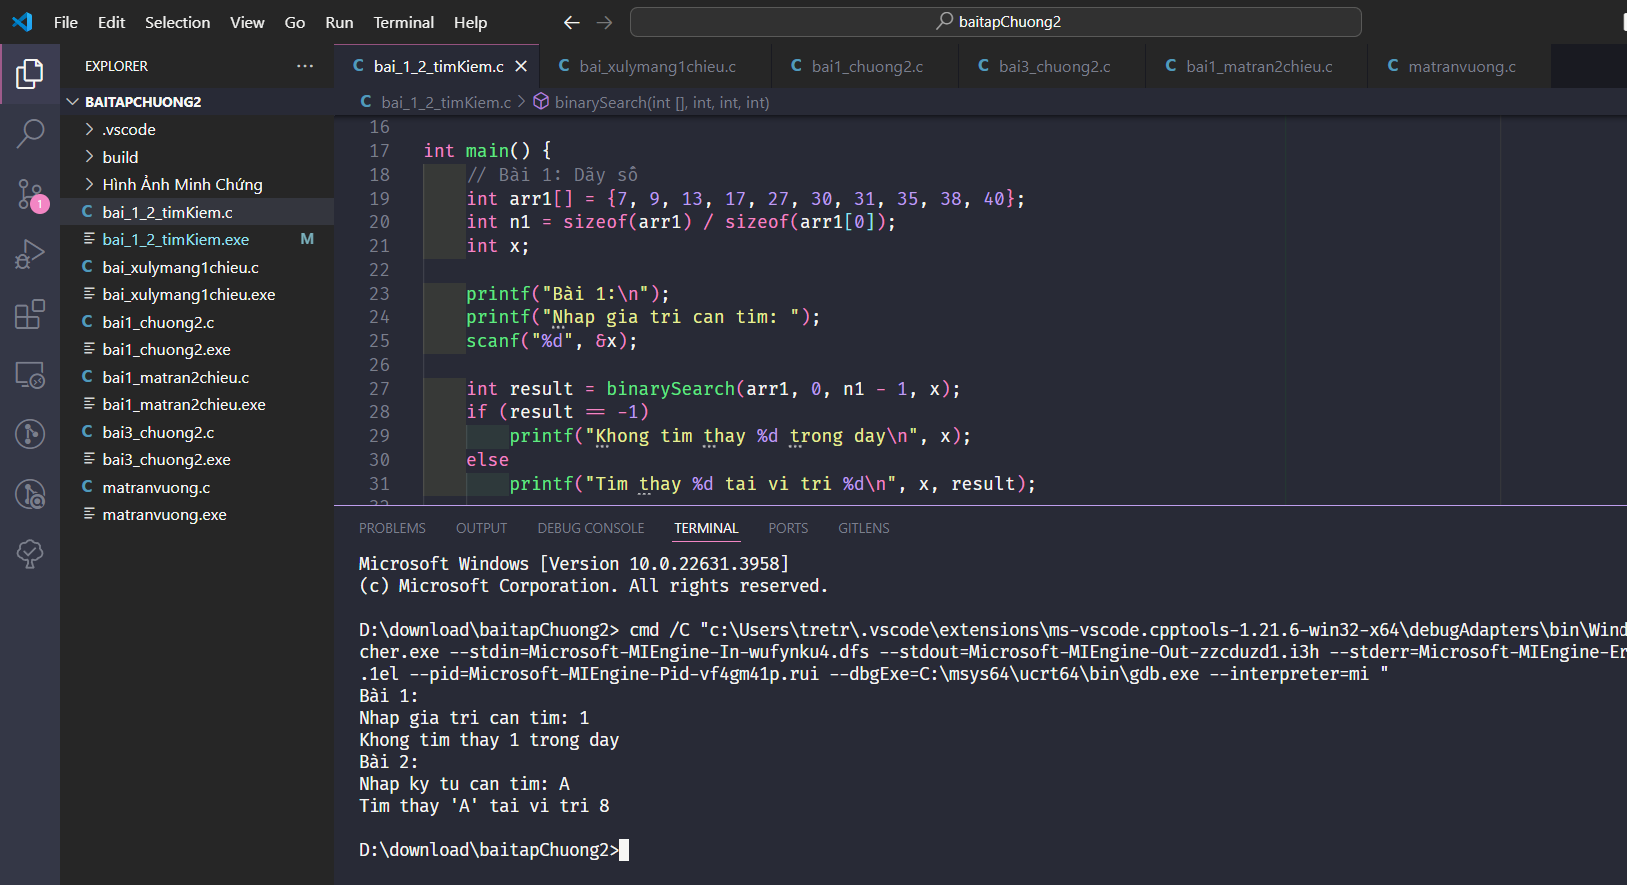 File Edit Selection View Go Run Terminal Help
baitapChuong2
EXPLORER ...
BAITAPCHUONG2
.vscode
build
Hình Ảnh Minh Chứng
C bai_1_2_timKiem.c
bai_1_2_timKiem.exe M
C bai_xulymang1chieu.c
bai_xulymang1chieu.exe
C bai1_chuong2.c
bai1_chuong2.exe
C bai1_matran2chieu.c
bai1_matran2chieu.exe
C bai3_chuong2.c
bai3_chuong2.exe
C matranvuong.c
matranvuong.exe
1
C bai_1_2_timKiem.c C bai_xulymang1chieu.c C bai1_chuong2.c C bai3_chuong2.c C bai1_matran2chieu.c C matranvuong.c
C bai_1_2_timKiem.c > binarySearch(int [], int, int, int)
16
17 int main() {
18 // Bài 1: Dãy số
19 int arr1[] = {7, 9, 13, 17, 27, 30, 31, 35, 38, 40};
20 int n1 = sizeof(arr1) / sizeof(arr1[0]);
21 int x;
22
23 printf("Bài 1:\n");
24 printf("Nhap gia tri can tim: ");
25 scanf("%d", &x);
26
27 int result = binarySearch(arr1, 0, n1 - 1, x);
28 if (result == -1)
29 printf("Khong tim thay %d trong day\n", x);
30 else
31 printf("Tim thay %d tai vi tri %d\n", x, result);
PROBLEMS OUTPUT DEBUG CONSOLE TERMINAL PORTS GITLENS
Microsoft Windows [Version 10.0.22631.3958]
(c) Microsoft Corporation. All rights reserved.
D:\download\baitapChuong2> cmd /C "c:\Users\tretr\.vscode\extensions\ms-vscode.cpptools-1.21.6-win32-x64\debugAdapters\bin\Wind
cher.exe --stdin=Microsoft-MIEngine-In-wufynku4.dfs --stdout=Microsoft-MIEngine-Out-zzcduzd1.i3h --stderr=Microsoft-MIEngine-Er
.1el --pid=Microsoft-MIEngine-Pid-vf4gm41p.rui --dbgExe=C:\msys64\ucrt64\bin\gdb.exe --interpreter=mi "
Bài 1:
Nhap gia tri can tim: 1
Khong tim thay 1 trong day
Bài 2:
Nhap ky tu can tim: A
Tim thay 'A' tai vi tri 8
D:\download\baitapChuong2>